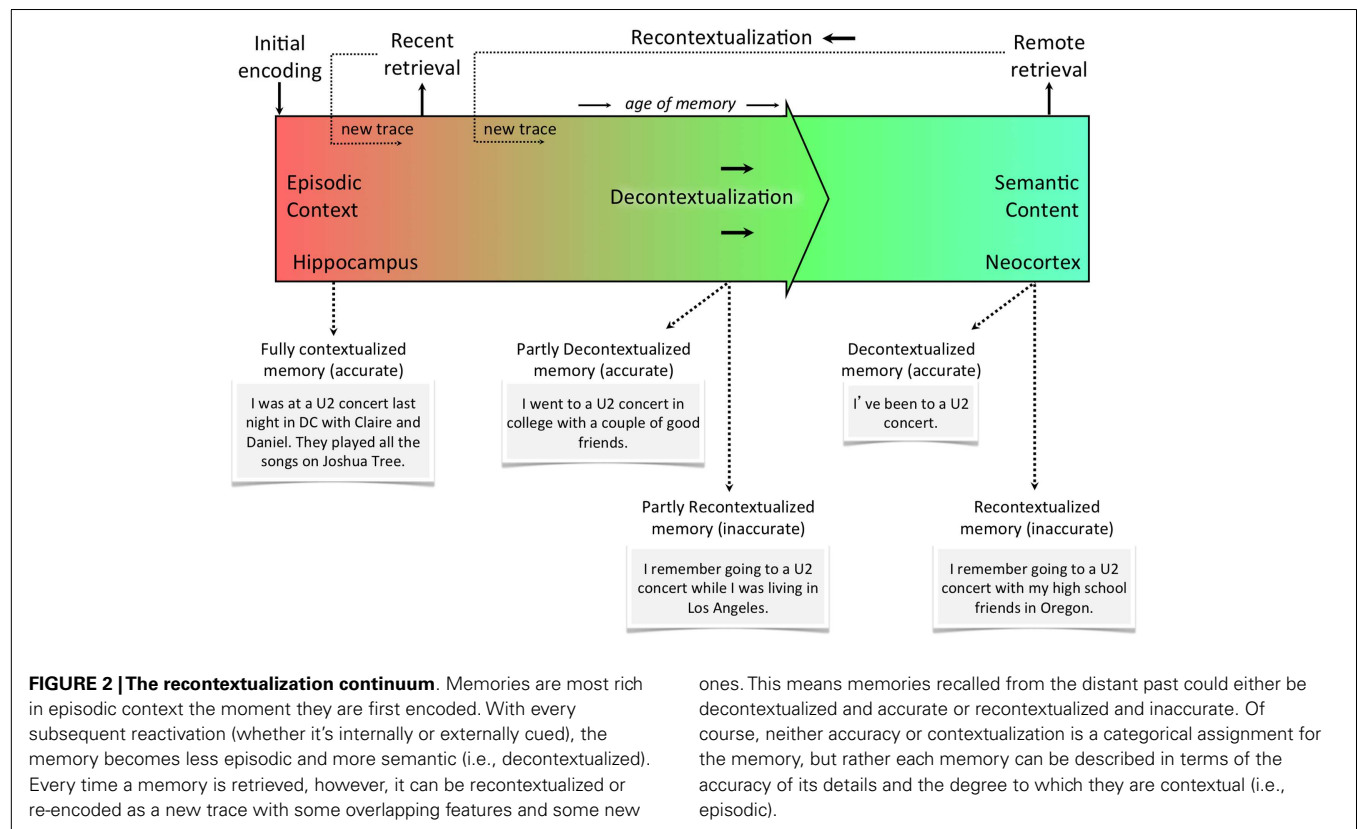 Initial
encoding
Recent
retrieval
Recontextualization
Remote
retrieval
age of memory
new trace
new trace
Episodic
Context
Decontextualization
Semantic
Content
Hippocampus
Neocortex
Fully contextualized
memory (accurate)
I was at a U2 concert last
night in DC with Claire and
Daniel. They played all the
songs on Joshua Tree.
Partly Decontextualized
memory (accurate)
I went to a U2 concert in
college with a couple of good
friends.
Decontextualized
memory (accurate)
I've been to a U2
concert.
Partly Recontextualized
memory (inaccurate)
I remember going to a U2
concert while I was living in
Los Angeles.
Recontextualized
memory (inaccurate)
I remember going to a U2
concert with my high school
friends in Oregon.
FIGURE 2 | The recontextualization continuum. Memories are most rich
in episodic context the moment they are first encoded. With every
subsequent reactivation (whether it's internally or externally cued), the
memory becomes less episodic and more semantic (i.e., decontextualized).
Every time a memory is retrieved, however, it can be recontextualized or
re-encoded as a new trace with some overlapping features and some new
ones. This means memories recalled from the distant past could either be
decontextualized and accurate or recontextualized and inaccurate. Of
course, neither accuracy or contextualization is a categorical assignment for
the memory, but rather each memory can be described in terms of the
accuracy of its details and the degree to which they are contextual (i.e.,
episodic).